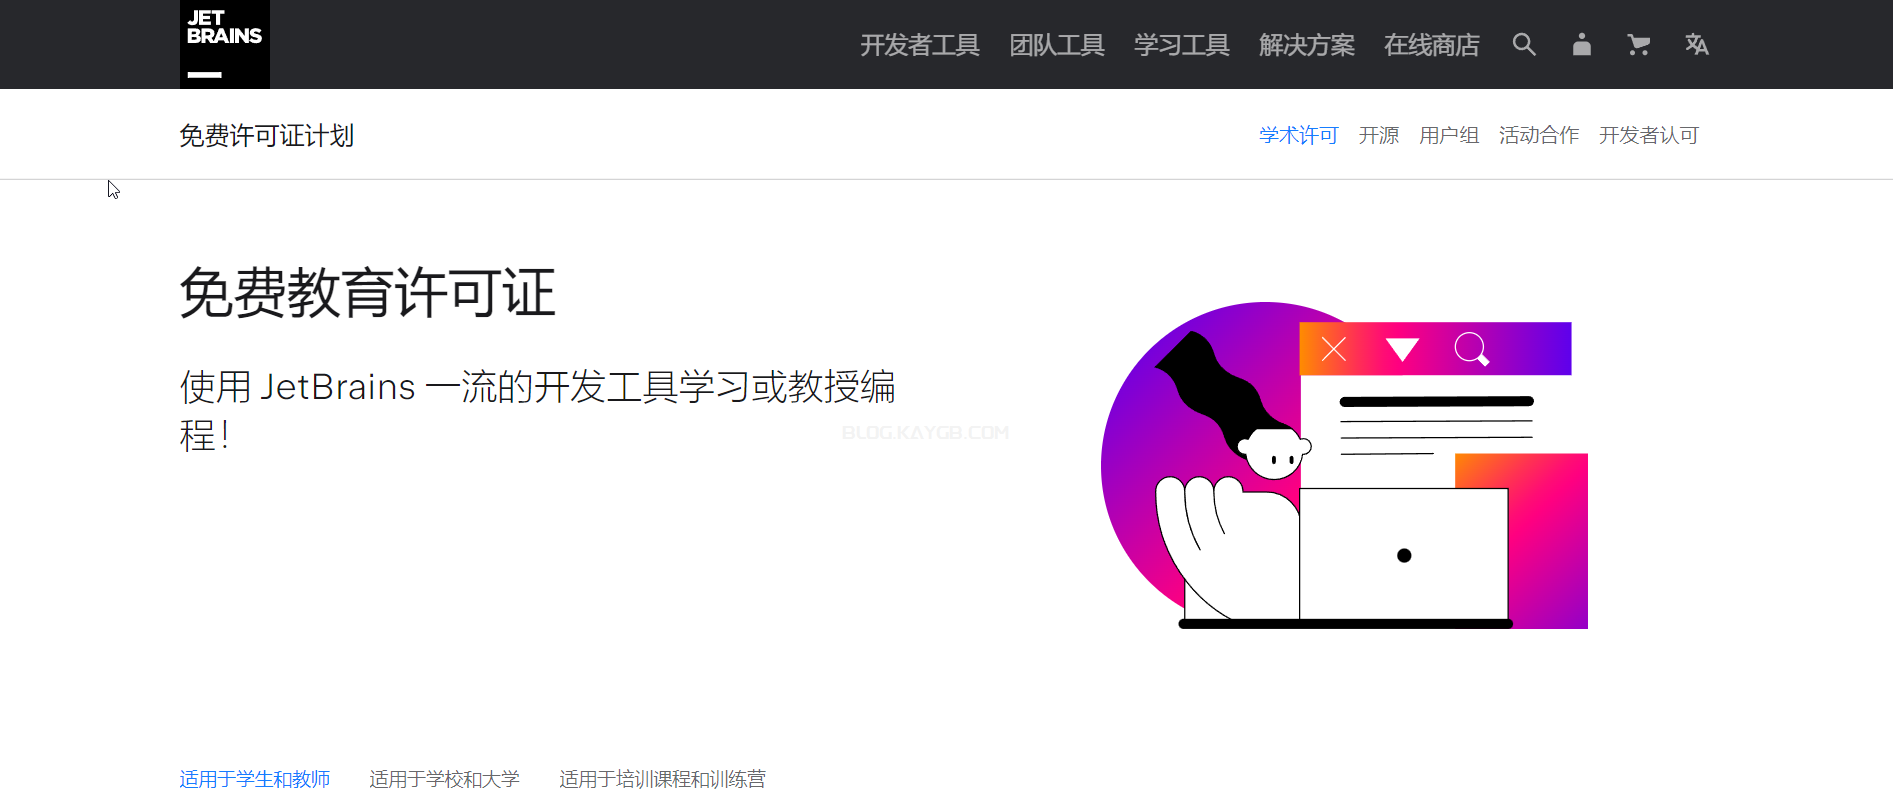 JET
BRAINS
开发者工具 团队工具 学习工具 解决方案 在线商店
免费许可证计划
学术许可 开源 用户组 活动合作 开发者认可
免费教育许可证
使用 JetBrains 一流的开发工具学习或教授编
程！
BLOG.KAYGB.COM
适用于学生和教师 适用于学校和大学 适用于培训课程和训练营